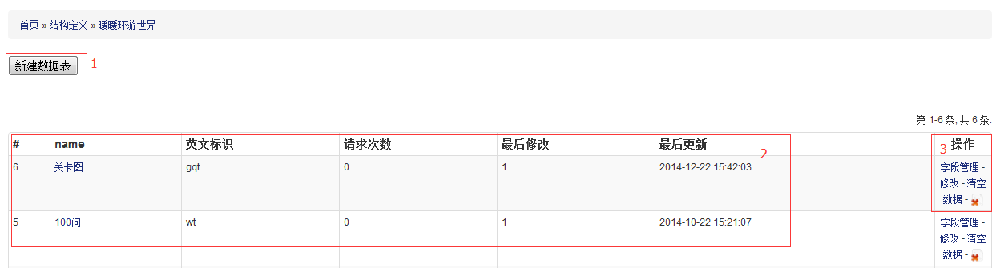 首页 » 结构定义 » 暖暖环游世界
新建数据表 1
第 1-6 条, 共 6 条.
# name 英文标识 请求次数 最后修改 最后更新 2 3 操作
6 关卡图 gqt 0 1 2014-12-22 15:42:03 字段管理 -
修改 - 清空
数据 -
5 100问 wt 0 1 2014-10-22 15:21:07 字段管理 -
修改 - 清空
数据 -